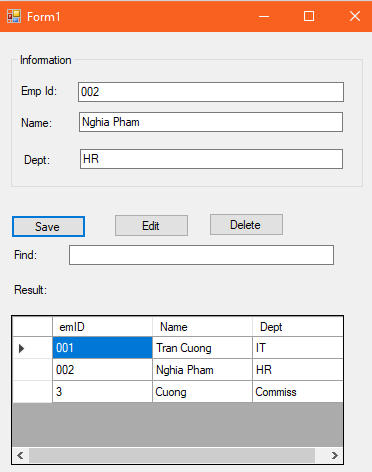 Form1
Information
Emp Id: 002
Name: Nghia Pham
Dept: HR
Save Edit Delete
Find:
Result:
emID Name Dept
001 Tran Cuong IT
002 Nghia Pham HR
3 Cuong Commiss